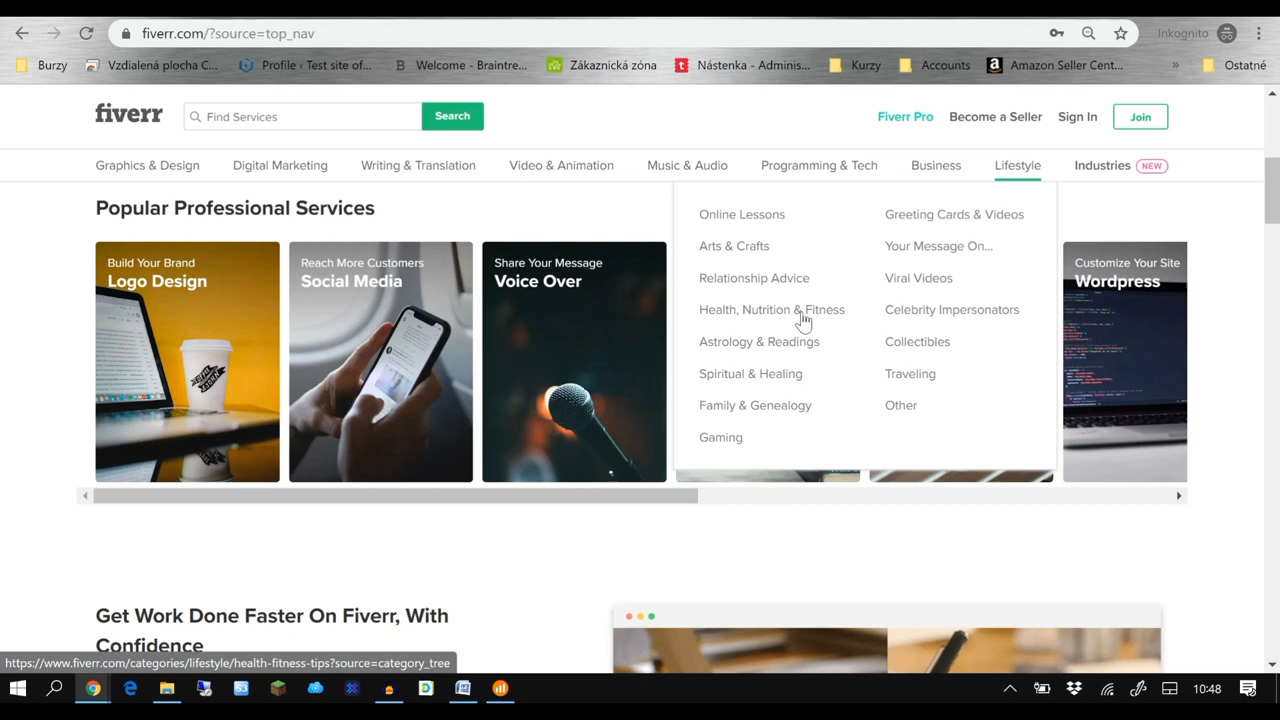 fiverr.com/?source=top_nav
Inkognito
Burzy
Vzdialená plocha C...
Profile ‹ Test site of...
B
Welcome - Braintre...
Zákaznická zóna
t
Nástenka - Adminis...
Kurzy
Accounts
a
Amazon Seller Cent...
»
Ostatné
fiverr
Find Services
Search
Fiverr Pro
Become a Seller
Sign In
Join
Graphics & Design
Digital Marketing
Writing & Translation
Video & Animation
Music & Audio
Programming & Tech
Business
Lifestyle
Industries
NEW
Popular Professional Services
Build Your Brand
Logo Design
Reach More Customers
Social Media
Share Your Message
Voice Over
Online Lessons
Arts & Crafts
Relationship Advice
Health, Nutrition & Fitness
Astrology & Readings
Spiritual & Healing
Family & Genealogy
Gaming
Greeting Cards & Videos
Your Message On...
Viral Videos
Celebrity Impersonators
Collectibles
Traveling
Other
Customize Your Site
Wordpress
Get Work Done Faster On Fiverr, With
Confidence
https://www.fiverr.com/categories/lifestyle/health-fitness-tips?source=category_tree
10:48